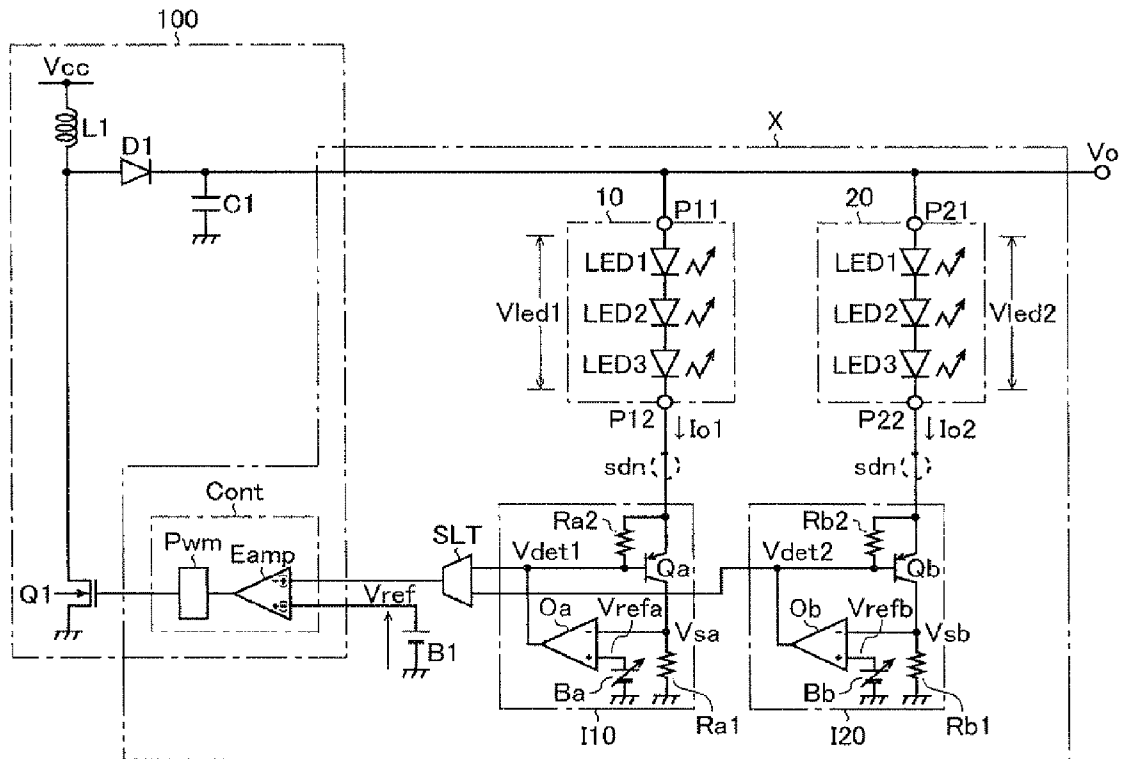 100
Vcc
L1
D1
C1
X
Vo
10
P11
20
P21
LED1
LED2
LED3
Vled1
LED1
LED2
LED3
Vled2
P12
Io1
P22
Io2
sdn
sdn
Cont
Pwm
Eamp
SLT
Ra2
Vdet1
Qa
Rb2
Vdet2
Qb
Q1
Vref
B1
Oa
Vrefa
Vsa
Ba
Ra1
I10
Ob
Vrefb
Vsb
Bb
Rb1
I20